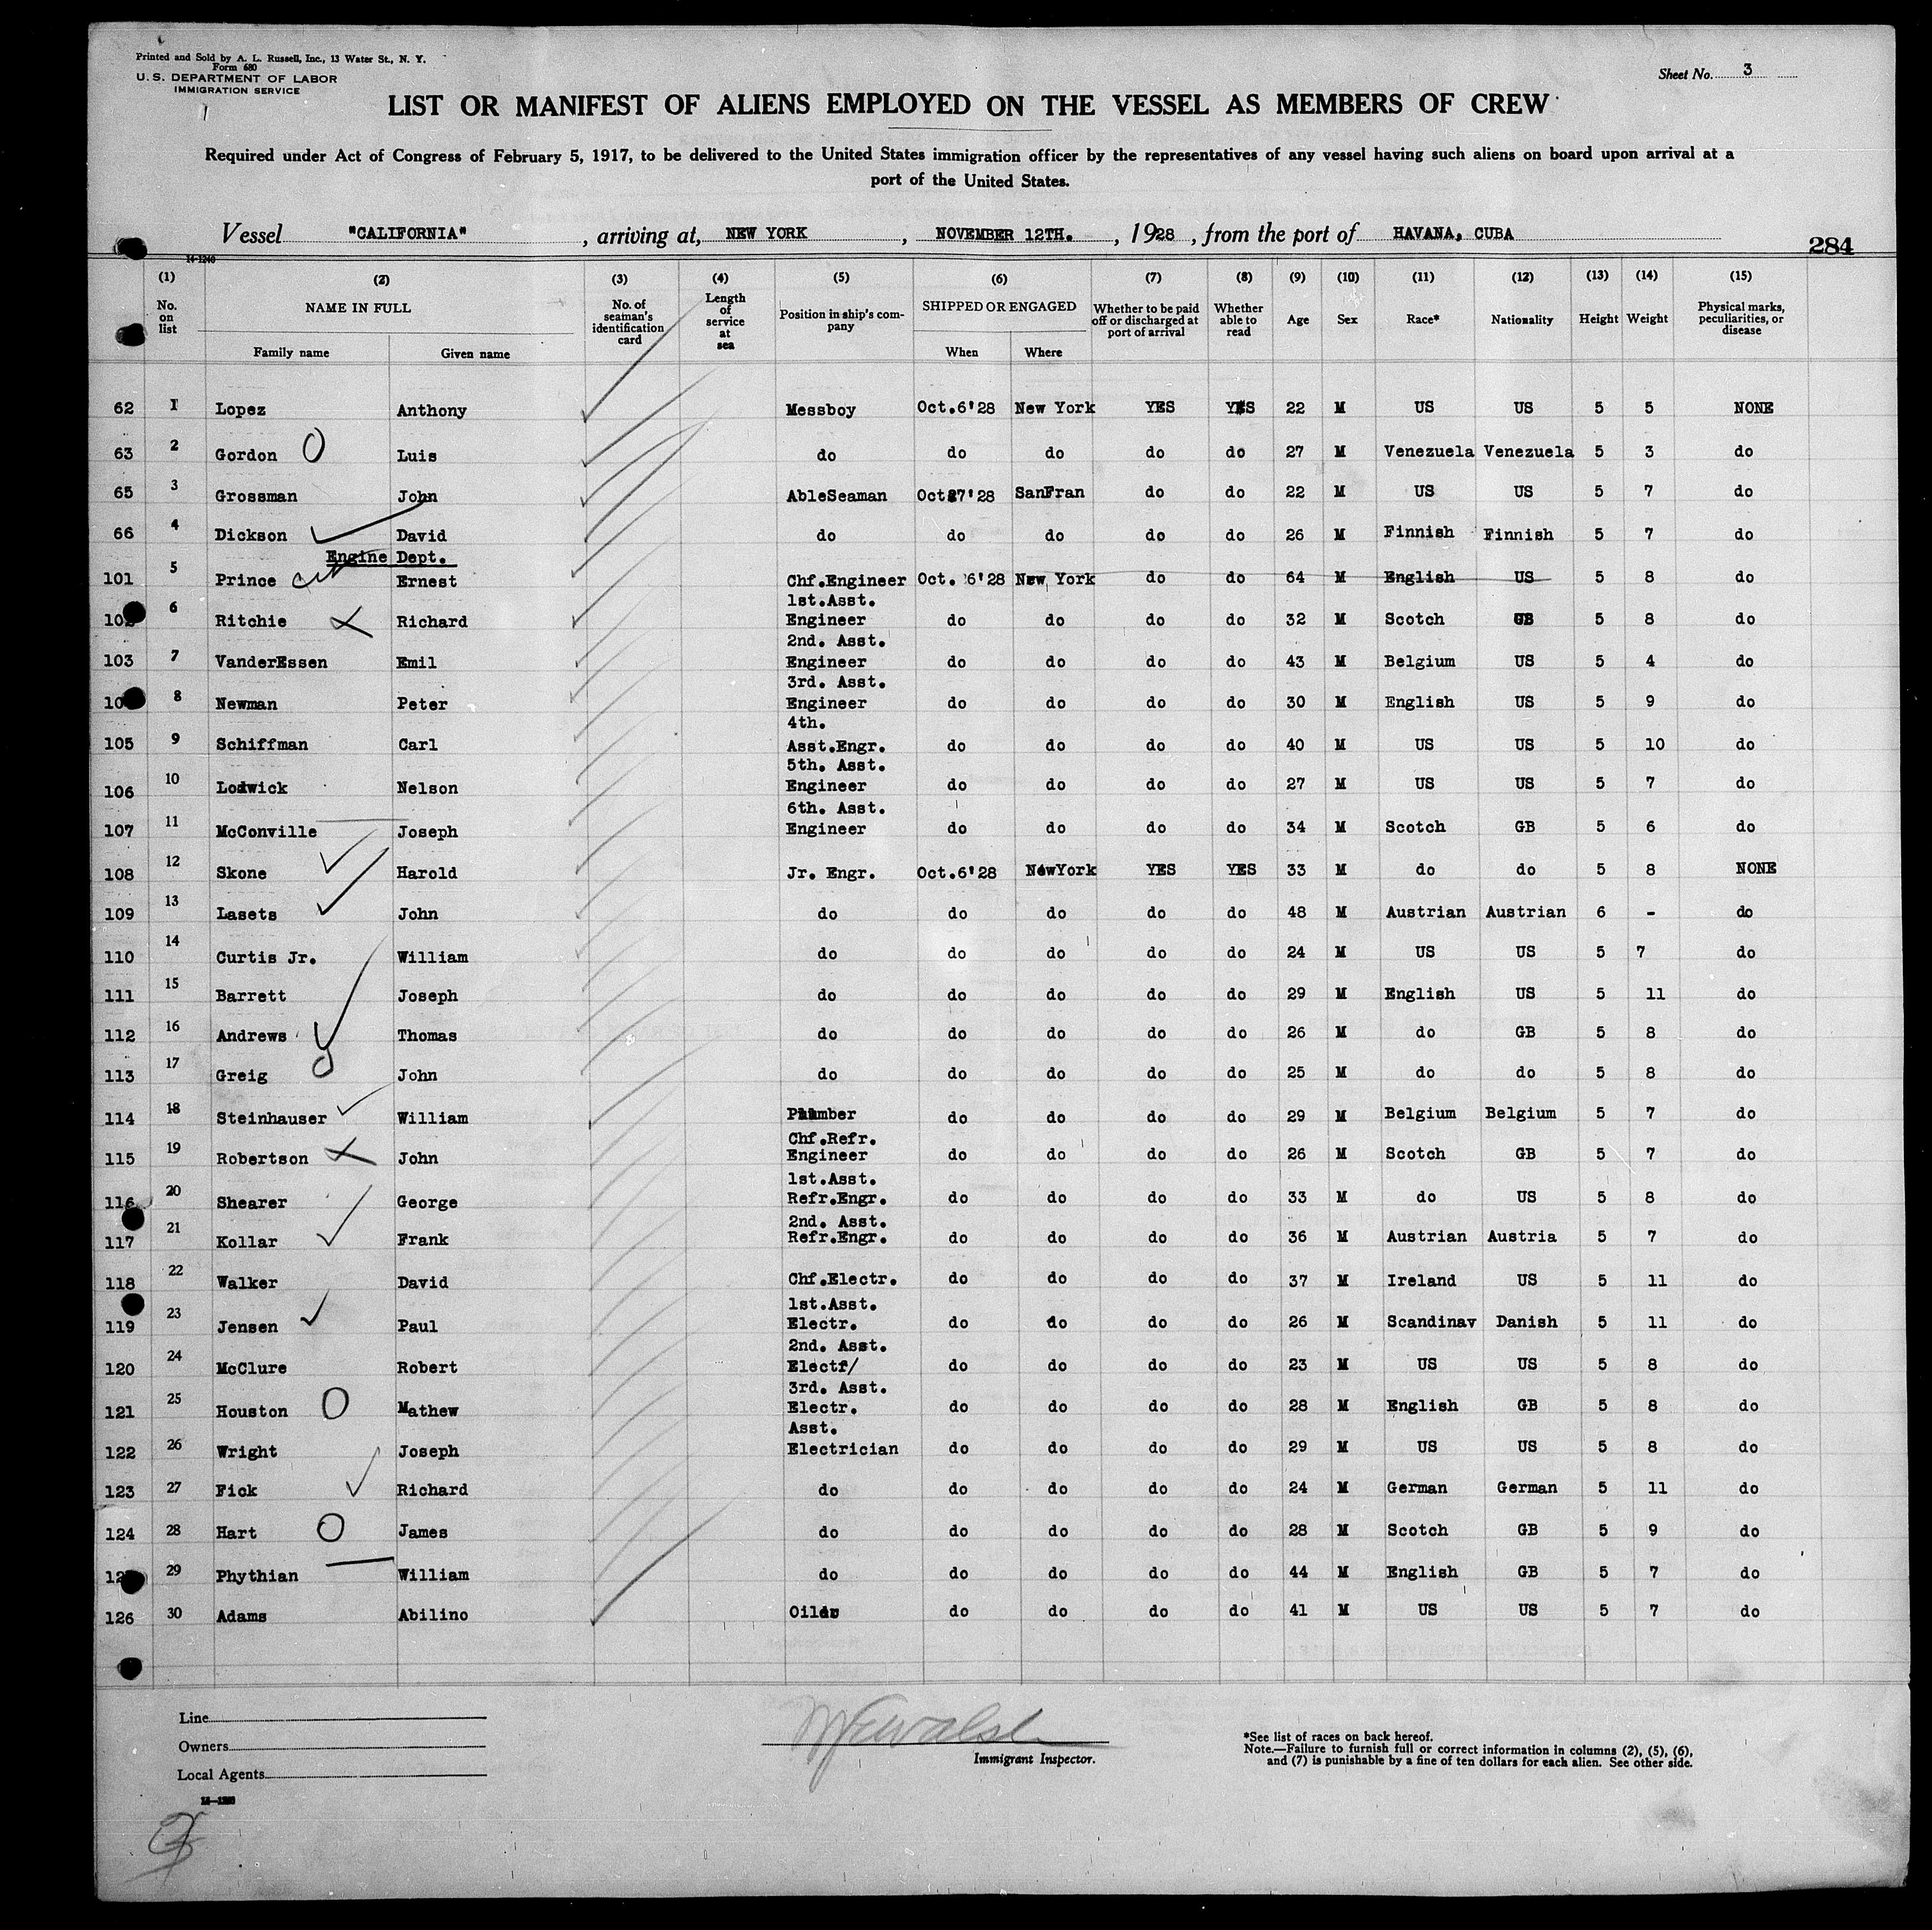 Printed and Sold by A. L. Russell, Inc., 13 Water St., N. Y.
Form 680
U. S. DEPARTMENT OF LABOR
IMMIGRATION SERVICE
Sheet No. 3
LIST OR MANIFEST OF ALIENS EMPLOYED ON THE VESSEL AS MEMBERS OF CREW
Required under Act of Congress of February 5, 1917, to be delivered to the United States immigration officer by the representatives of any vessel having such aliens on board upon arrival at a
port of the United States.
Vessel "CALIFORNIA", arriving at, NEW YORK, NOVEMBER 12TH., 1928, from the port of HAVANA, CUBA
284
14-1240
(1) (2) (3) (4) (5) (6) (7) (8) (9) (10) (11) (12) (13) (14) (15)
No. on list NAME IN FULL No. of seaman's identification card Length of service at sea Position in ship's company SHIPPED OR ENGAGED Whether to be paid off or discharged at port of arrival Whether able to read Age Sex Race* Nationality Height Weight Physical marks, peculiarities, or disease
Family name Given name When Where
62 1 Lopez Anthony Messboy Oct.6'28 New York YES YES 22 M US US 5 5 NONE
63 2 Gordon Luis do do do do do 27 M Venezuela Venezuela 5 3 do
65 3 Grossman John AbleSeaman Oct27'28 SanFran do do 22 M US US 5 7 do
66 4 Dickson David do do do do do 26 M Finnish Finnish 5 7 do
Engine Dept.
101 5 Prince Ernest Chf.Engineer Oct. 6'28 New York do do 64 M English US 5 8 do
1st.Asst.
6 Ritchie Richard Engineer do do do do 32 M Scotch GB 5 8 do
2nd. Asst.
103 7 VanderEssen Emil Engineer do do do do 43 M Belgium US 5 4 do
3rd. Asst.
8 Newman Peter Engineer do do do do 30 M English US 5 9 do
4th.
105 9 Schiffman Carl Asst.Engr. do do do do 40 M US US 5 10 do
5th. Asst.
106 10 Lodwick Nelson Engineer do do do do 27 M US US 5 7 do
6th. Asst.
107 11 McConville Joseph Engineer do do do do 34 M Scotch GB 5 6 do
108 12 Skone Harold Jr. Engr. Oct.6'28 NewYork YES YES 33 M do do 5 8 NONE
109 13 Lasets John do do do do do 48 M Austrian Austrian 6 - do
110 14 Curtis Jr. William do do do do do 24 M US US 5 7 do
111 15 Barrett Joseph do do do do do 29 M English US 5 11 do
112 16 Andrews Thomas do do do do do 26 M do GB 5 8 do
113 17 Greig John do do do do do 25 M do do 5 8 do
114 18 Steinhauser William Plumber do do do do 29 M Belgium Belgium 5 7 do
Chf.Refr.
115 19 Robertson John Engineer do do do do 26 M Scotch GB 5 7 do
1st.Asst.
116 20 Shearer George Refr.Engr. do do do do 33 M do US 5 8 do
2nd. Asst.
117 21 Kollar Frank Refr.Engr. do do do do 36 M Austrian Austria 5 7 do
118 22 Walker David Chf.Electr. do do do do 37 M Ireland US 5 11 do
1st.Asst.
119 23 Jensen Paul Electr. do do do do 26 M Scandinav Danish 5 11 do
2nd. Asst.
120 24 McClure Robert Electr/ do do do do 23 M US US 5 8 do
3rd. Asst.
121 25 Houston Mathew Electr. do do do do 28 M English GB 5 8 do
Asst.
122 26 Wright Joseph Electrician do do do do 29 M US US 5 8 do
123 27 Fick Richard do do do do do 24 M German German 5 11 do
124 28 Hart James do do do do do 28 M Scotch GB 5 9 do
29 Phythian William do do do do do 44 M English GB 5 7 do
126 30 Adams Abilino Oiler do do do do 41 M US US 5 7 do
Line
Owners
Local Agents
Immigrant Inspector.
*See list of races on back hereof.
Note.—Failure to furnish full or correct information in columns (2), (5), (6),
and (7) is punishable by a fine of ten dollars for each alien. See other side.